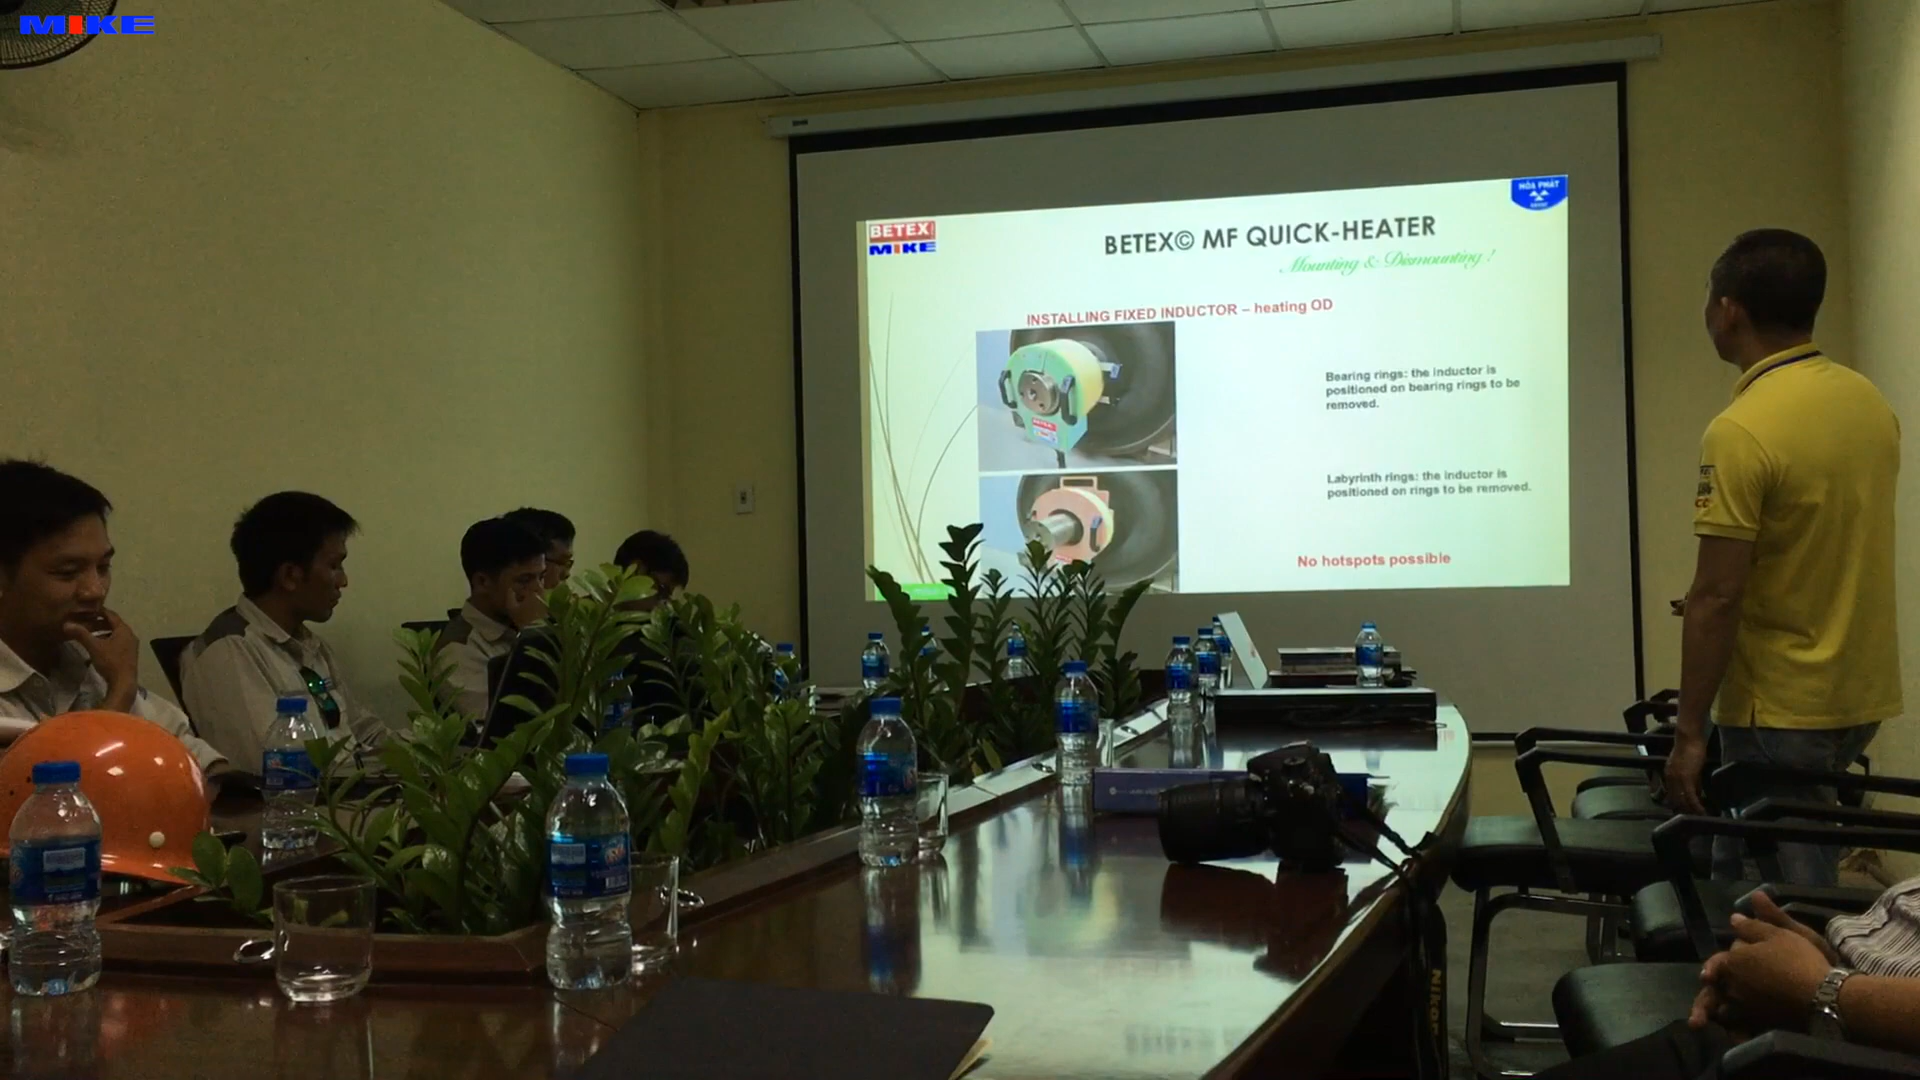 MIKE
HÒA PHÁT
BETEX
MIKE
BETEX© MF QUICK-HEATER
Mounting & Dismounting !
INSTALLING FIXED INDUCTOR – heating OD
Bearing rings: the inductor is
positioned on bearing rings to be
removed.
Labyrinth rings: the inductor is
positioned on rings to be removed.
No hotspots possible
BETEX
Nikon